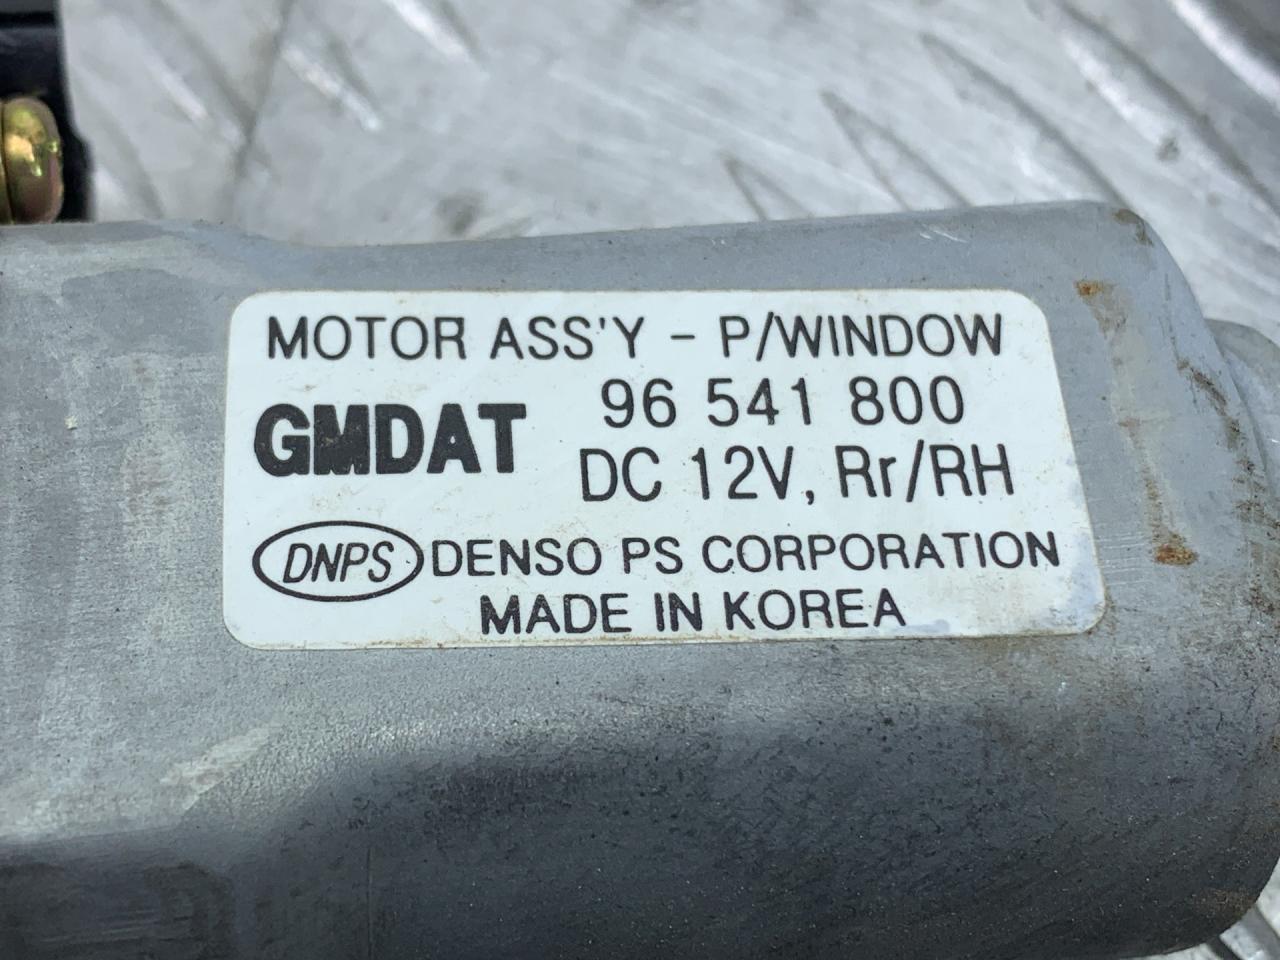 MOTOR ASS'Y - P/WINDOW
GMDAT 96 541 800
DC 12V, Rr/RH
DNPS DENSO PS CORPORATION
MADE IN KOREA